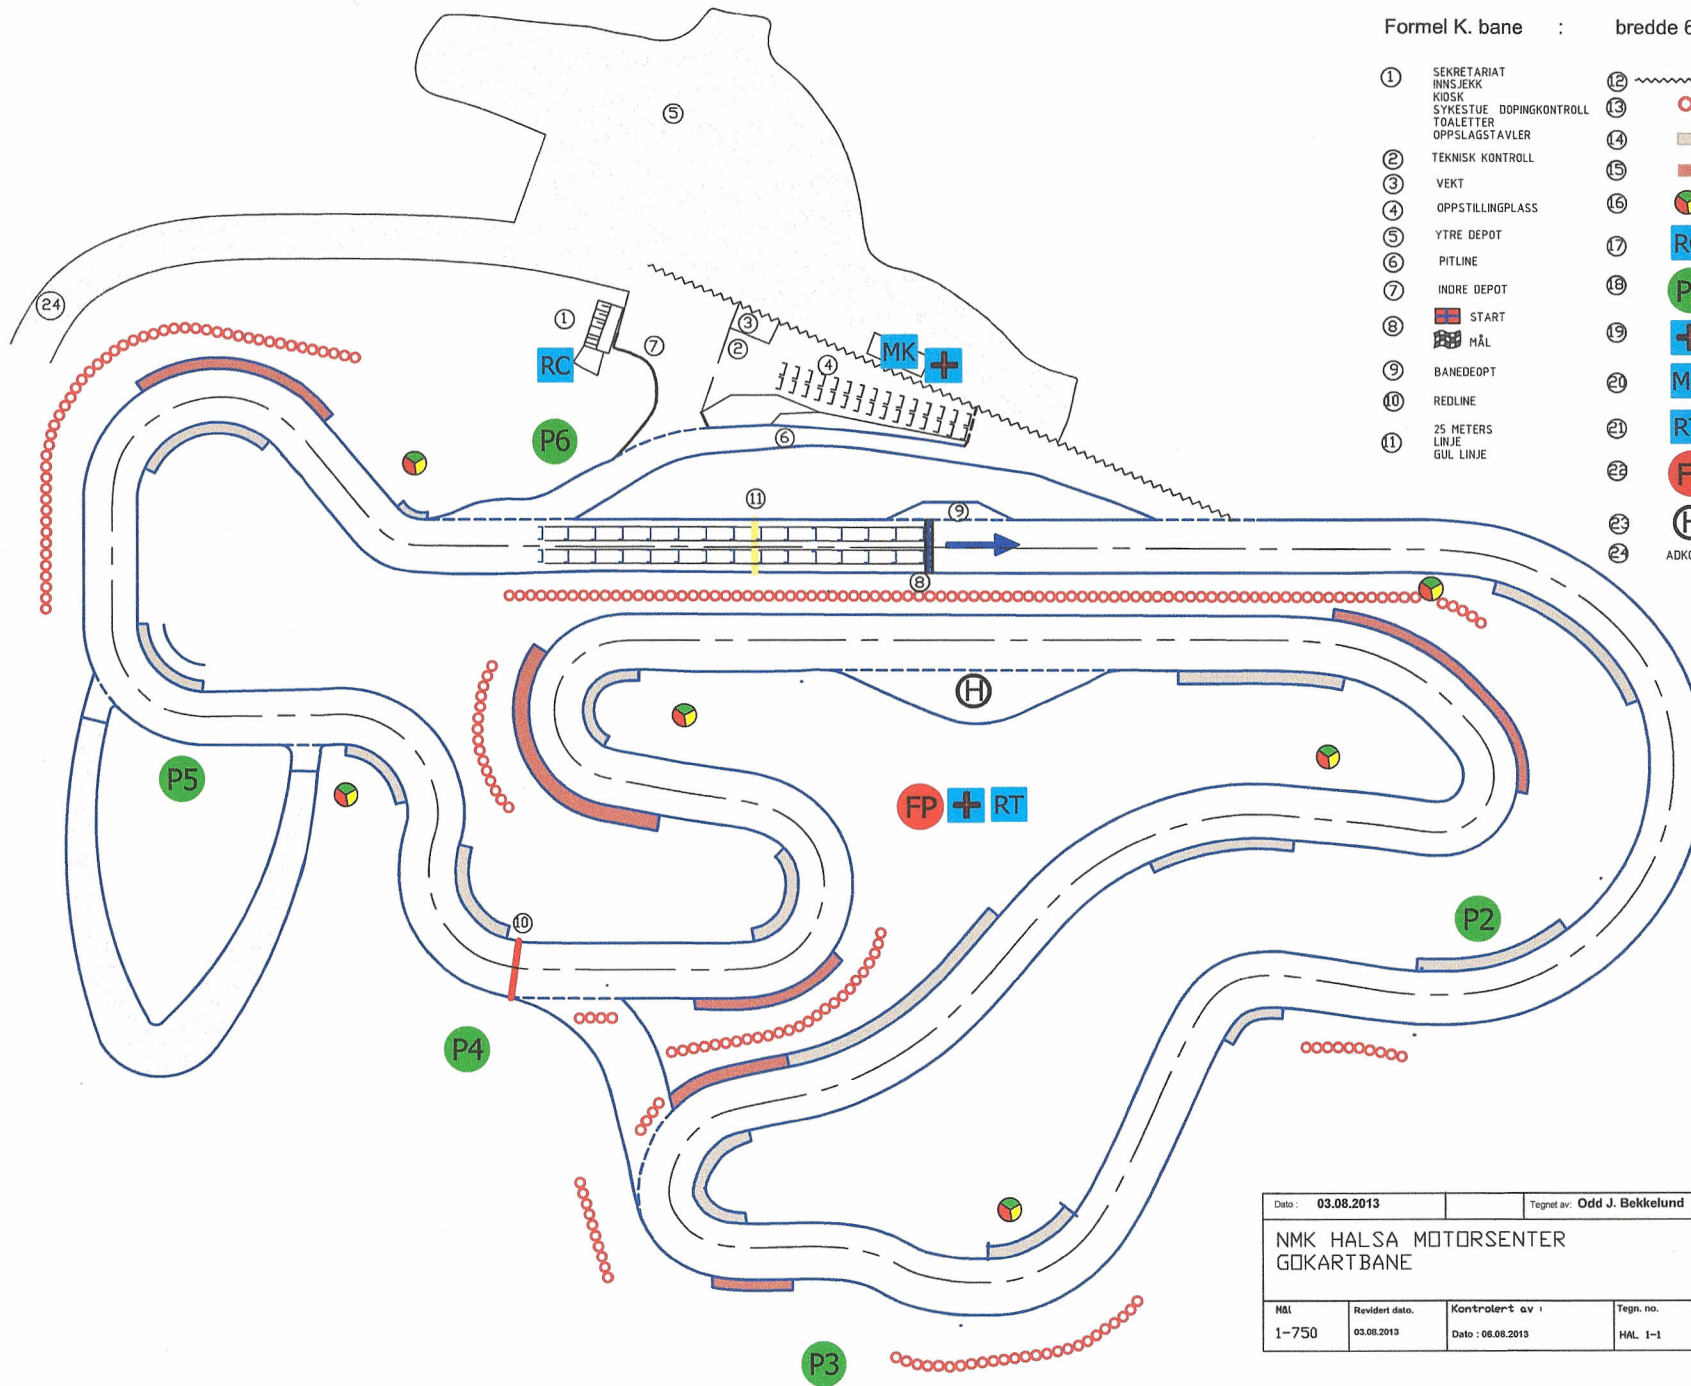 Formel K. bane : bredde 6
① SEKRETARIAT
INNSJEKK
KIOSK
SYKESTUE DOPINGKONTROLL
TOALETTER
OPPSLAGSTAVLER
② TEKNISK KONTROLL
③ VEKT
④ OPPSTILLINGPLASS
⑤ YTRE DEPOT
⑥ PITLINE
⑦ INDRE DEPOT
⑧ START
MÅL
⑨ BANEDEOPT
⑩ REDLINE
⑪ 25 METERS
LINJE
GUL LINJE
⑫
⑬
⑭
⑮
⑯
⑰ R
⑱ P
⑲
⑳ M
㉑ R
㉒ F
㉓ H
㉔ ADK
⑤
㉔
①
RC
⑦
③
②
④
MK
P6
⑥
⑪
⑨
⑧
H
P5
FP
RT
P2
⑩
P4
P3
Dato : 03.08.2013 Tegnet av: Odd J. Bekkelund
NMK HALSA MOTORSENTER
GOKARTBANE
Mål Revidert dato. Kontrolert av : Tegn. no.
1-750 03.08.2013 Dato : 06.08.2013 HAL 1-1